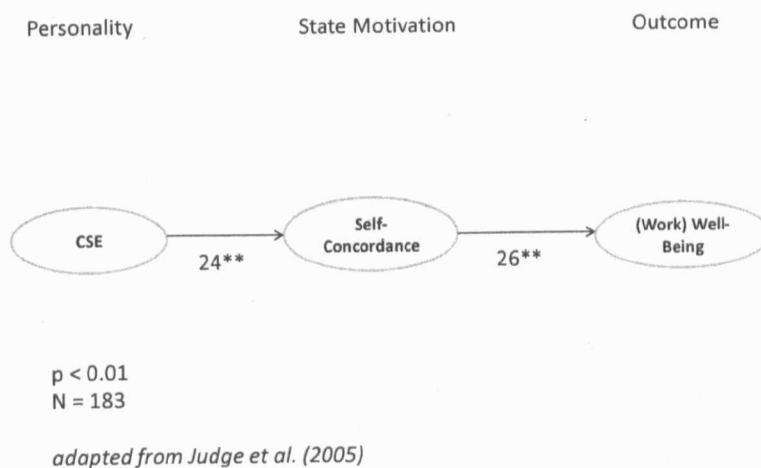 Personality State Motivation Outcome
CSE
Self-
Concordance
(Work) Well-
Being
24**
26**
p < 0.01
N = 183
adapted from Judge et al. (2005)